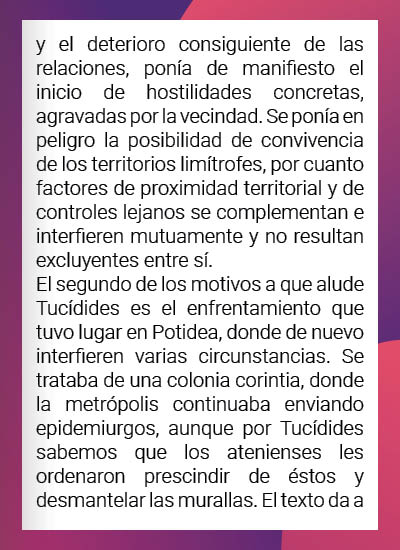 y el deterioro consiguiente de las
relaciones, ponía de manifiesto el
inicio de hostilidades concretas,
agravadas por la vecindad. Se ponía en
peligro la posibilidad de convivencia
de los territorios limítrofes, por cuanto
factores de proximidad territorial y de
controles lejanos se complementan e
interfieren mutuamente y no resultan
excluyentes entre sí.
El segundo de los motivos a que alude
Tucídides es el enfrentamiento que
tuvo lugar en Potidea, donde de nuevo
interfieren varias circunstancias. Se
trataba de una colonia corintia, donde
la metrópolis continuaba enviando
epidemiurgos, aunque por Tucídides
sabemos que los atenienses les
ordenaron prescindir de éstos y
desmantelar las murallas. El texto da a